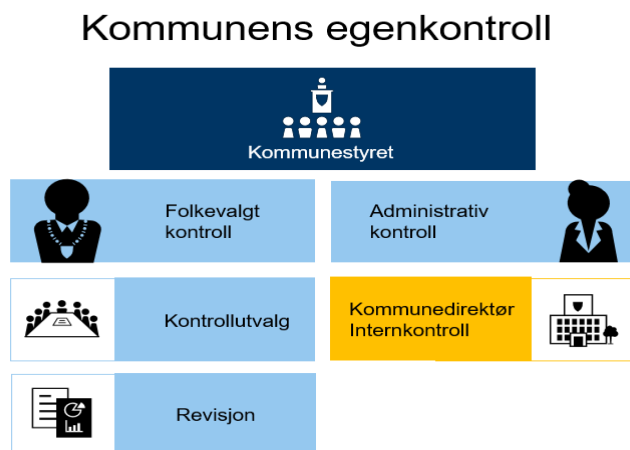 Kommunens egenkontroll
Kommunestyret
Folkevalgt
kontroll
Administrativ
kontroll
Kontrollutvalg
Kommunedirektør
Internkontroll
Revisjon